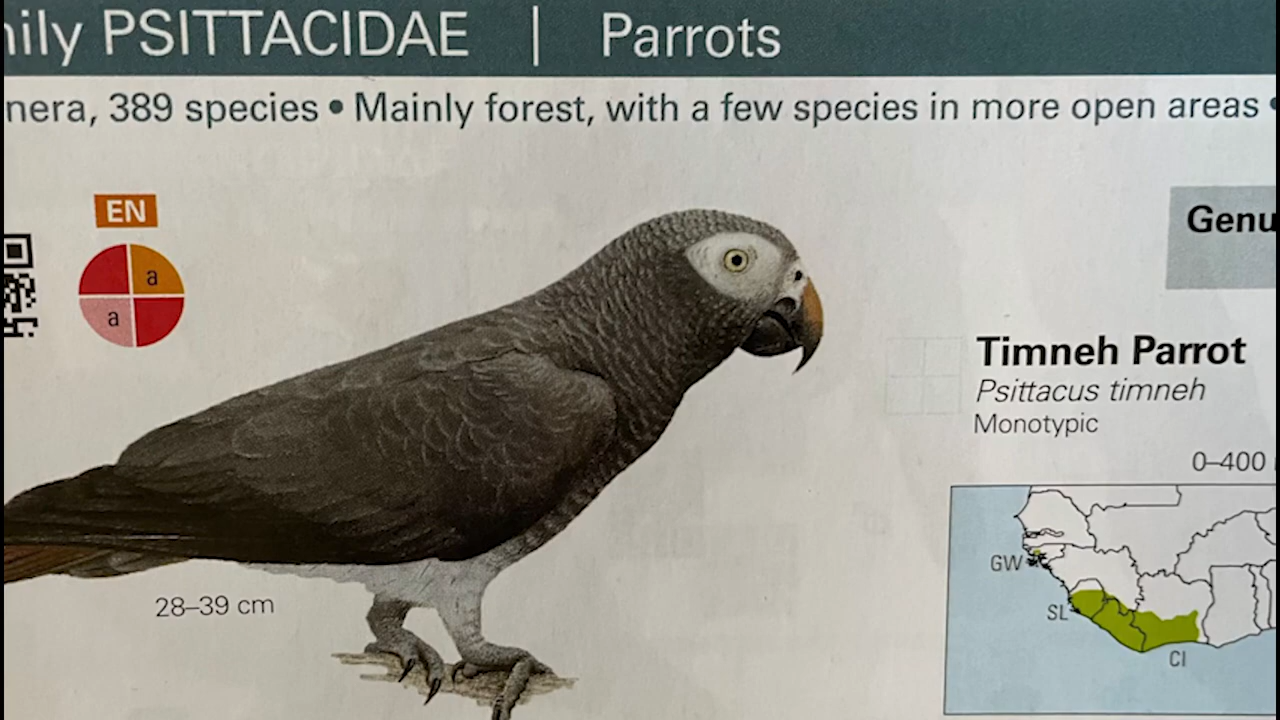 mily PSITTACIDAE | Parrots
nera, 389 species • Mainly forest, with a few species in more open areas •
EN
a
a
Genu
Timneh Parrot
Psittacus timneh
Monotypic
0–400
GW
SL
CI
28–39 cm